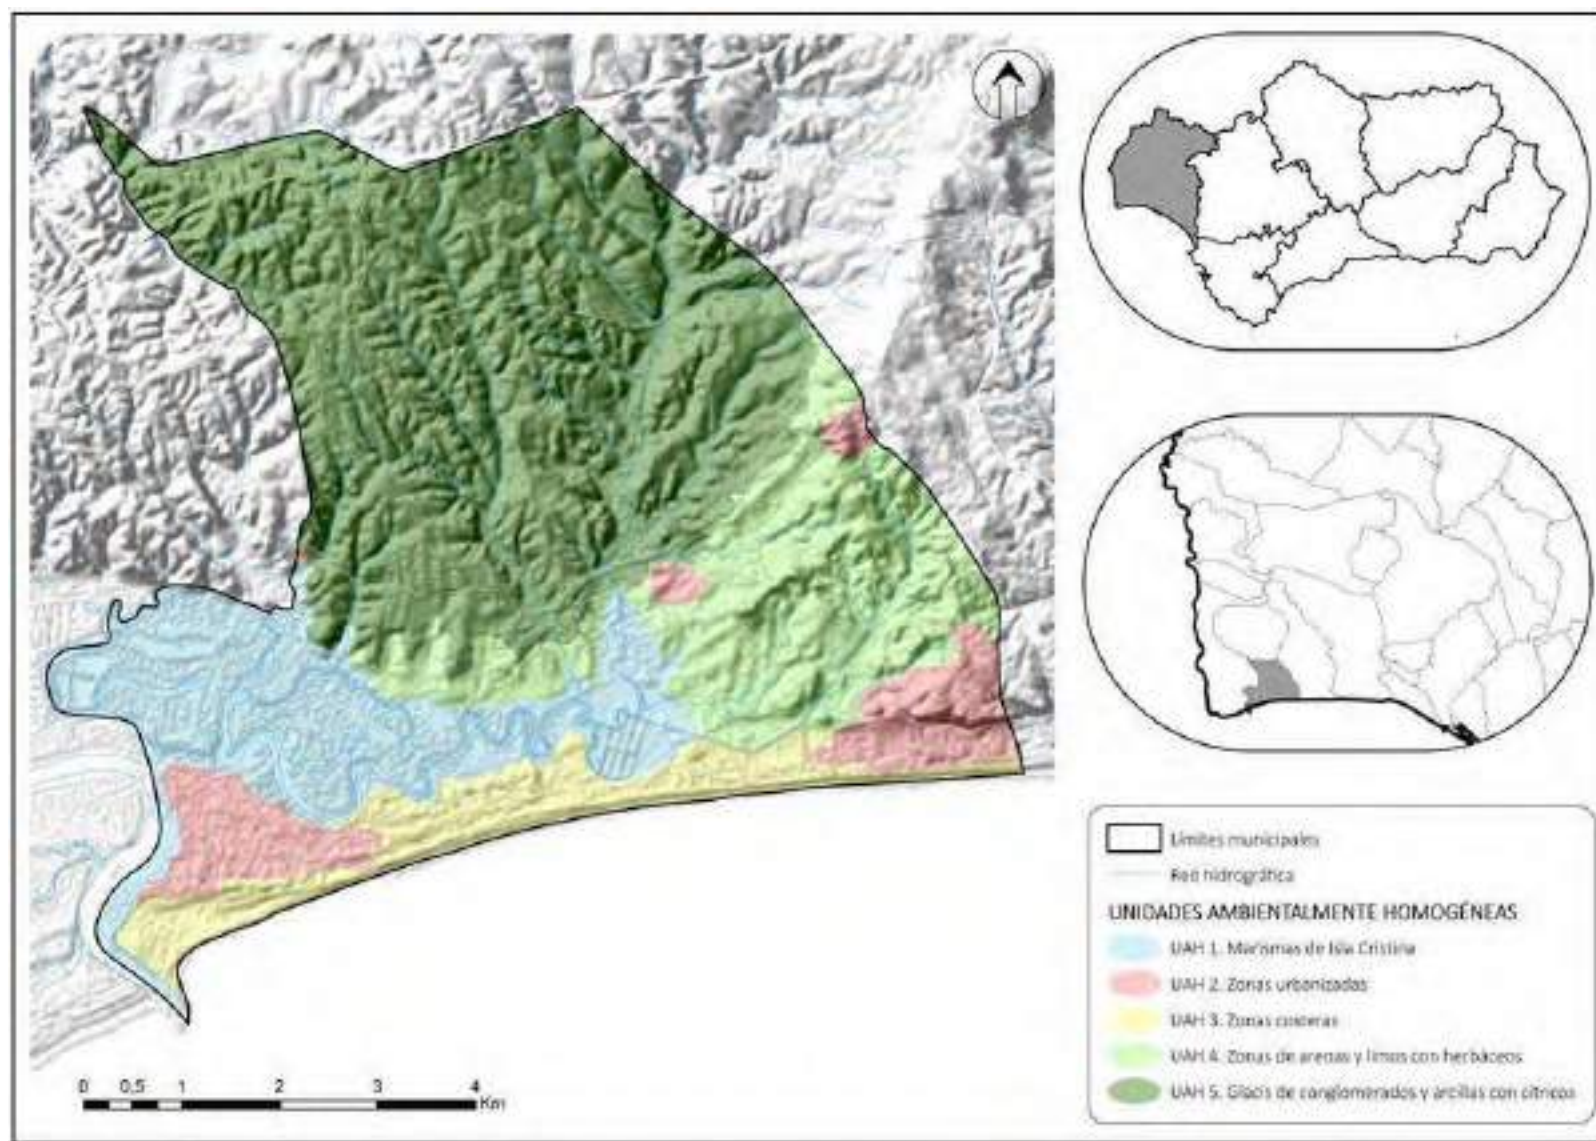 0 0.5 1 2 3 4
Km
Límites municipales
Red hidrográfica
UNIDADES AMBIENTALMENTE HOMOGÉNEAS
UAH 1. Marismas de Isla Cristina
UAH 2. Zonas urbanizadas
UAH 3. Zonas costeras
UAH 4. Zonas de arenas y limos con herbáceos
UAH 5. Glacis de conglomerados y arcillas con cítricos